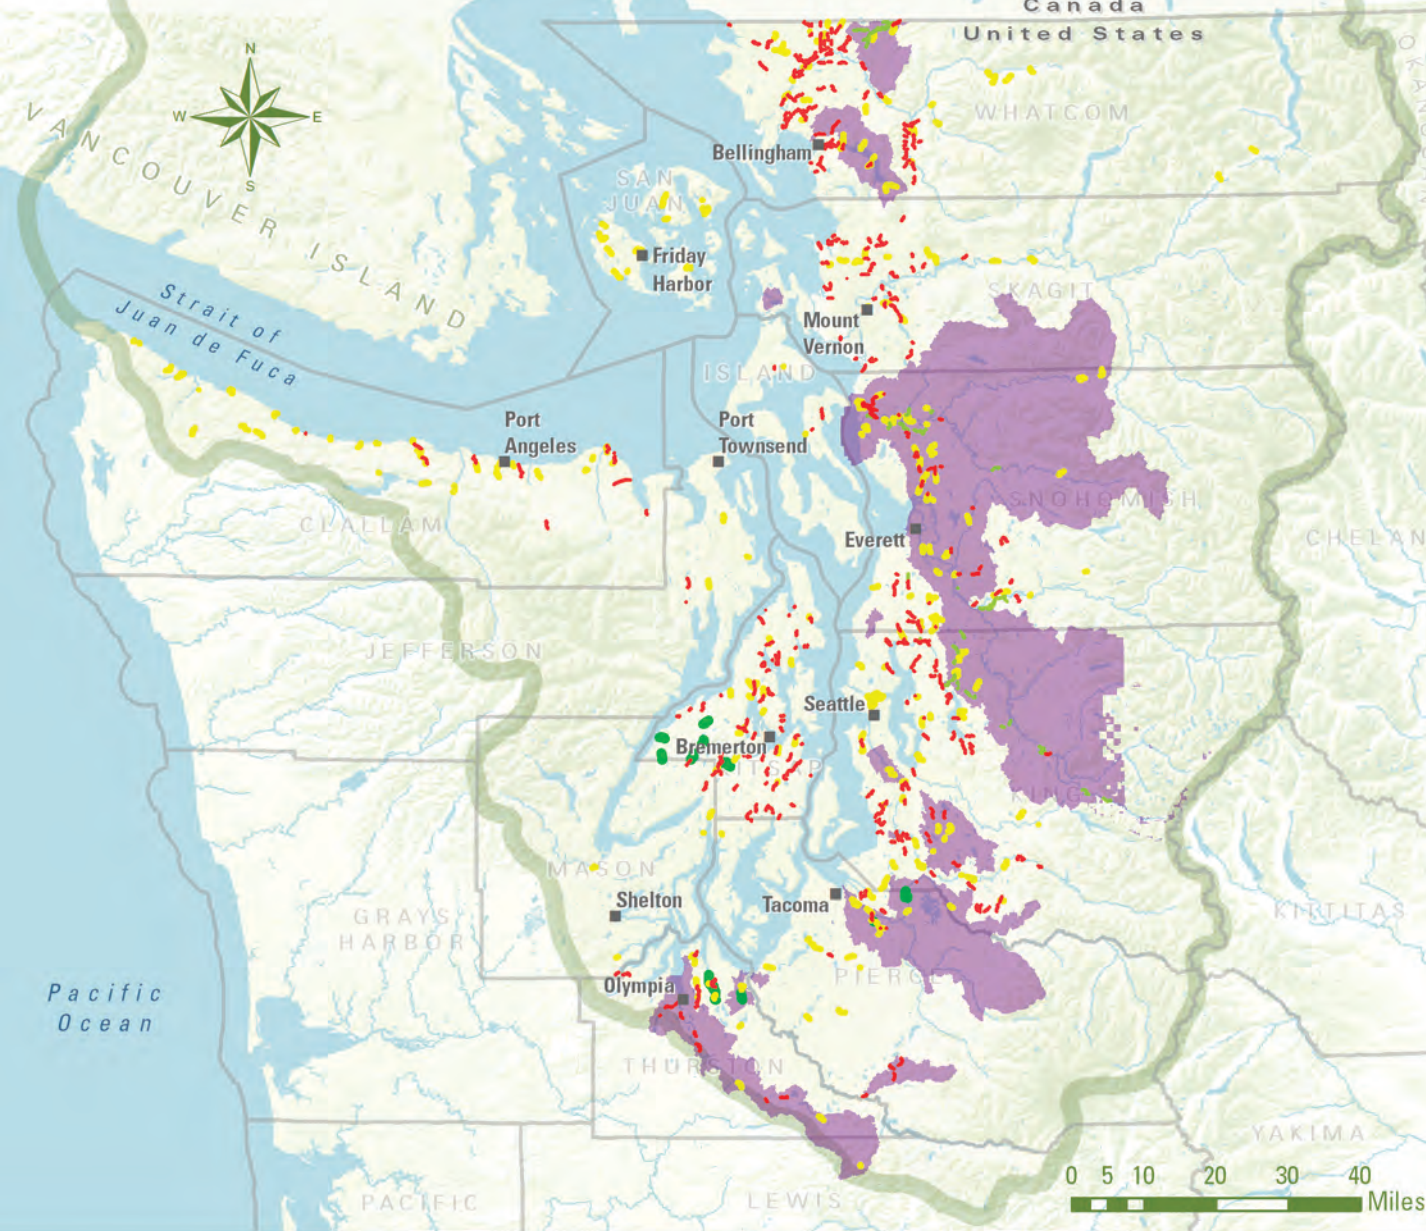 Canada
United States
OKA
N
W
E
S
VANCOUVER ISLAND
WHATCOM
Bellingham
SAN
JUAN
Friday
Harbor
Strait of
Juan de Fuca
SKAGIT
Mount
Vernon
ISLAND
Port
Angeles
Port
Townsend
SNOHOMISH
CLALLAM
Everett
CHELAN
JEFFERSON
Seattle
Bremerton
KITSAP
KING
MASON
Shelton
Tacoma
GRAYS
HARBOR
KITTITAS
PIERCE
Olympia
Pacific
Ocean
THURSTON
YAKIMA
PACIFIC
LEWIS
0 5 10 20 30 40
Miles